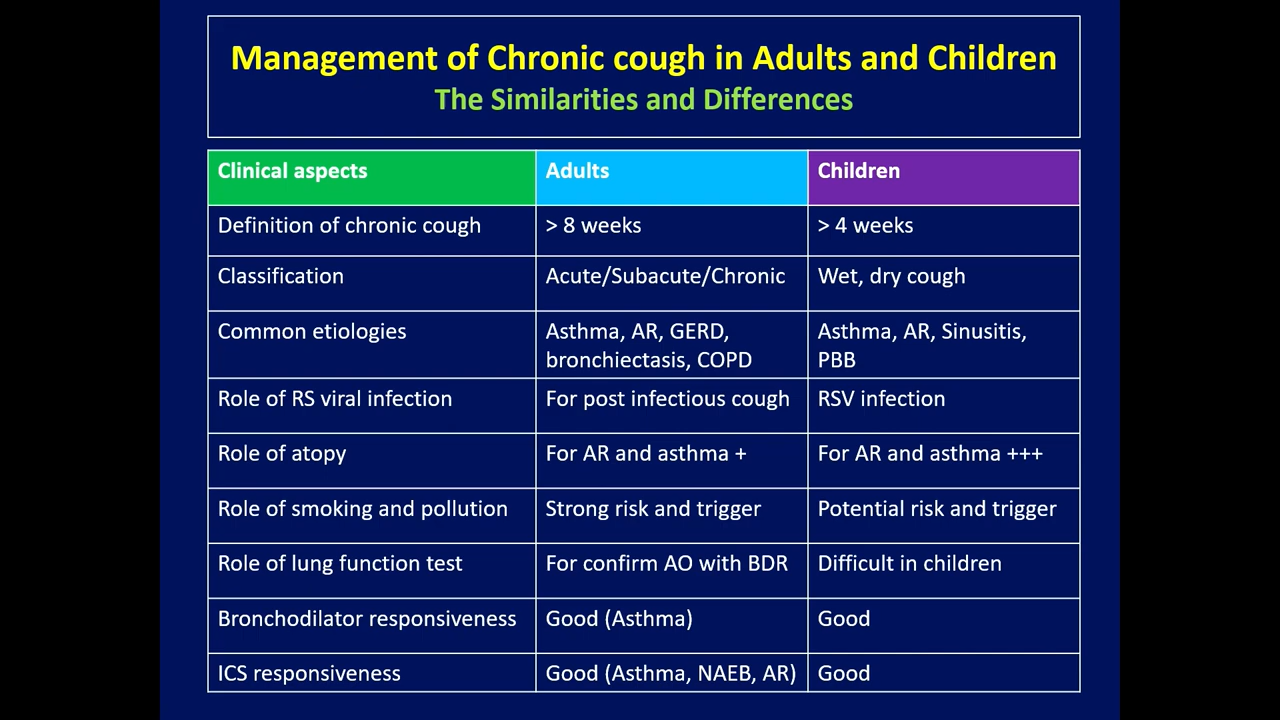 Management of Chronic cough in Adults and Children
The Similarities and Differences
Clinical aspects Adults Children
Definition of chronic cough > 8 weeks > 4 weeks
Classification Acute/Subacute/Chronic Wet, dry cough
Common etiologies Asthma, AR, GERD, Asthma, AR, Sinusitis,
bronchiectasis, COPD PBB
Role of RS viral infection For post infectious cough RSV infection
Role of atopy For AR and asthma + For AR and asthma +++
Role of smoking and pollution Strong risk and trigger Potential risk and trigger
Role of lung function test For confirm AO with BDR Difficult in children
Bronchodilator responsiveness Good (Asthma) Good
ICS responsiveness Good (Asthma, NAEB, AR) Good